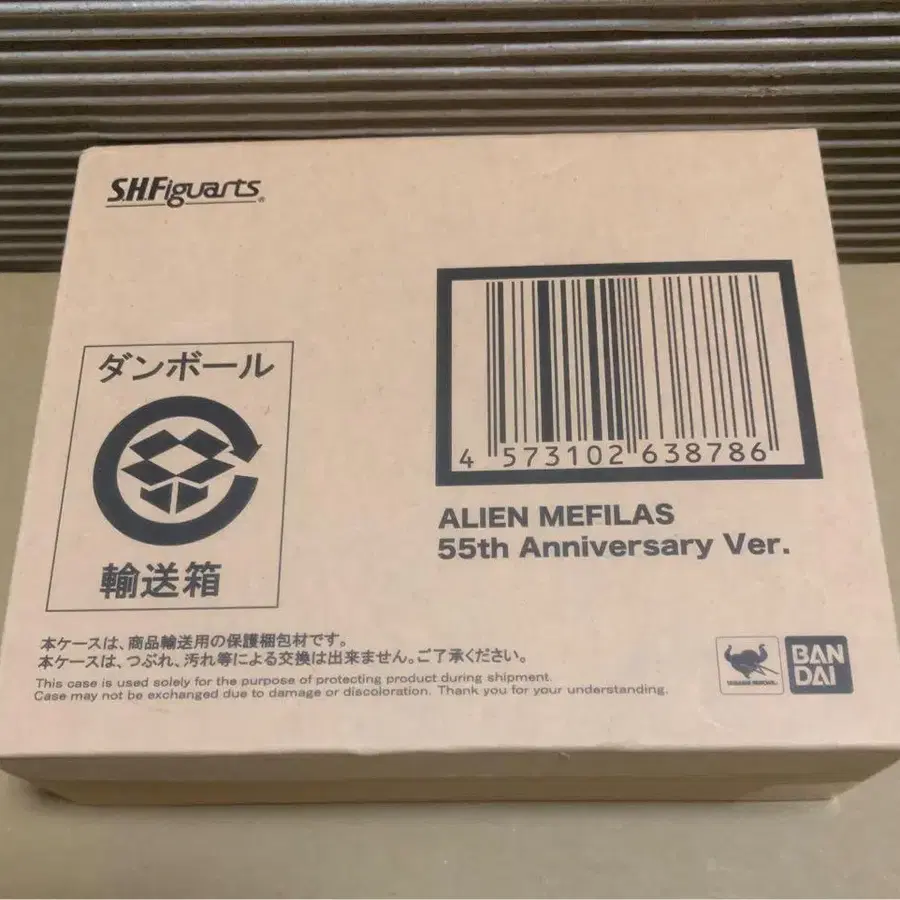 S.H.Figuarts®
ダンボール
輸送箱
4 573102 638786
ALIEN MEFILAS
55th Anniversary Ver.
本ケースは、商品輸送用の保護梱包材です。
本ケースは、つぶれ、汚れ等による交換は出来ません。ご了承ください。
This case is used solely for the purpose of protecting product during shipment.
Case may not be exchanged due to damage or discoloration. Thank you for your understanding.
BAN
DAI